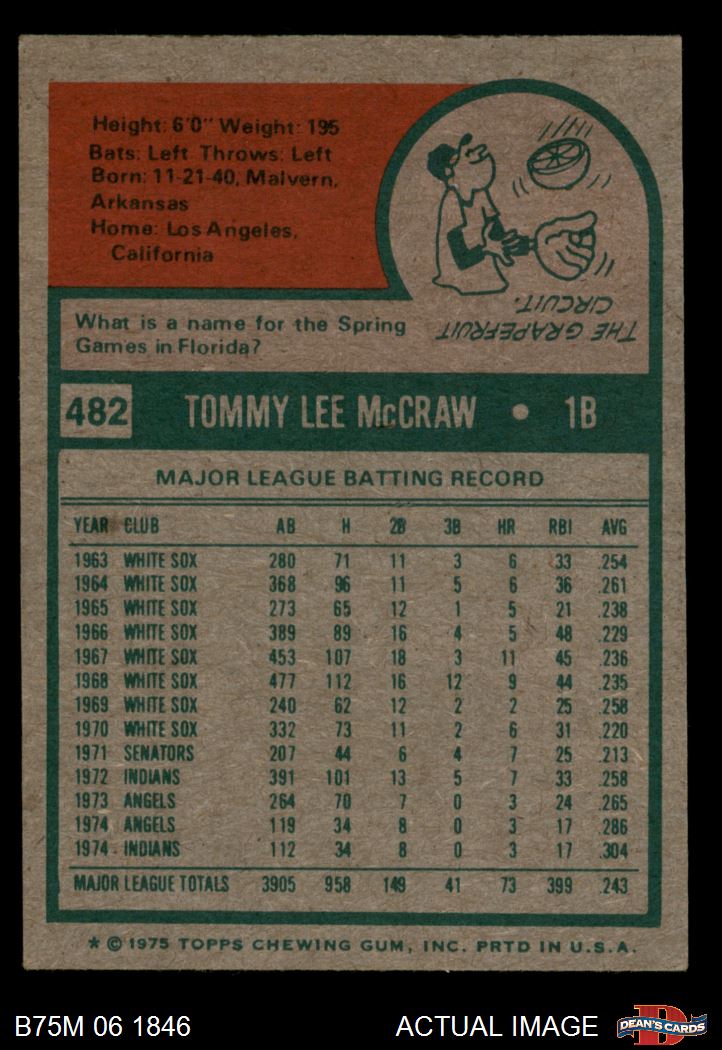 Height: 6'0" Weight: 195
Bats: Left Throws: Left
Born: 11-21-40, Malvern,
Arkansas
Home: Los Angeles,
California
What is a name for the Spring
Games in Florida?
THE GRAPEFRUIT
CIRCUIT.
482 TOMMY LEE McCRAW • 1B
MAJOR LEAGUE BATTING RECORD
YEAR CLUB AB H 2B 3B HR RBI AVG
1963 WHITE SOX 280 71 11 3 6 33 .254
1964 WHITE SOX 368 96 11 5 6 36 .261
1965 WHITE SOX 273 65 12 1 5 21 .238
1966 WHITE SOX 389 89 16 4 5 48 .229
1967 WHITE SOX 453 107 18 3 11 45 .236
1968 WHITE SOX 477 112 16 12 9 44 .235
1969 WHITE SOX 240 62 12 2 2 25 .258
1970 WHITE SOX 332 73 11 2 6 31 .220
1971 SENATORS 207 44 6 4 7 25 .213
1972 INDIANS 391 101 13 5 7 33 .258
1973 ANGELS 264 70 7 0 3 24 .265
1974 ANGELS 119 34 8 0 3 17 .286
1974 INDIANS 112 34 8 0 3 17 .304
MAJOR LEAGUE TOTALS 3905 958 149 41 73 399 .243
* © 1975 TOPPS CHEWING GUM, INC. PRTD IN U.S.A.
B75M 06 1846 ACTUAL IMAGE D DEAN'S CARDS